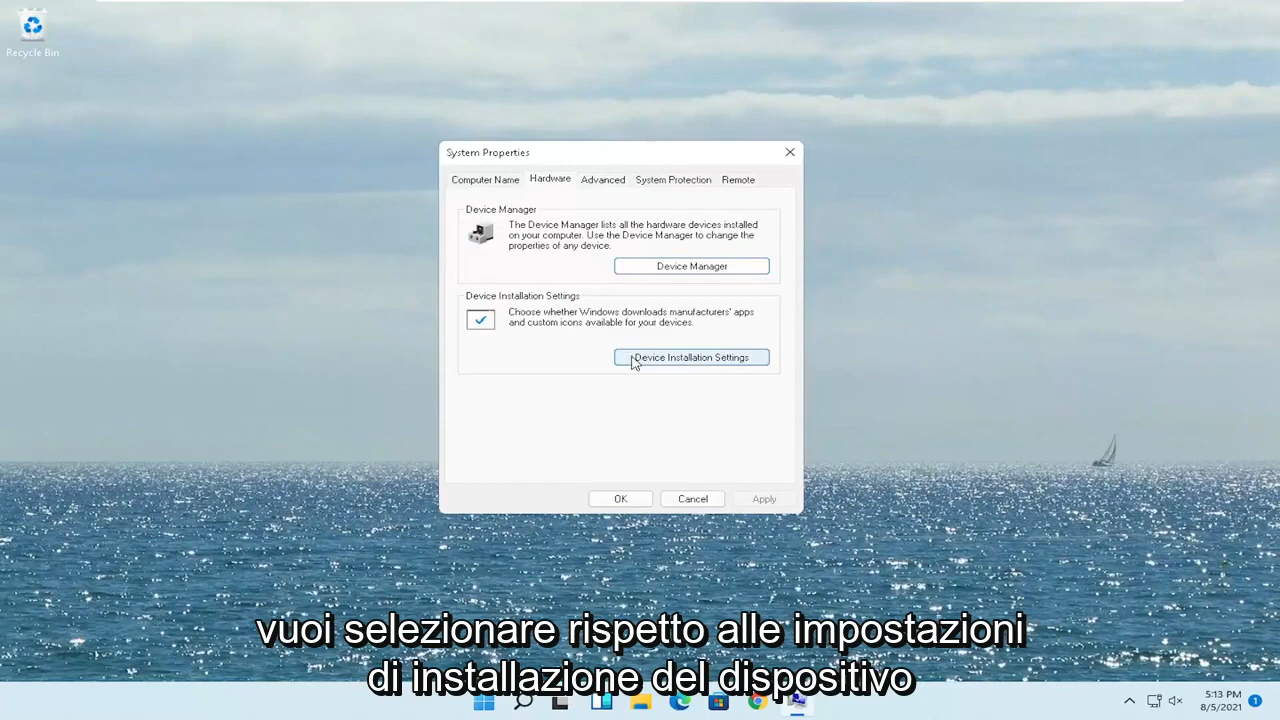 Recycle Bin
System Properties
Computer Name Hardware Advanced System Protection Remote
Device Manager
The Device Manager lists all the hardware devices installed
on your computer. Use the Device Manager to change the
properties of any device.
Device Manager
Device Installation Settings
Choose whether Windows downloads manufacturers' apps
and custom icons available for your devices.
Device Installation Settings
OK Cancel Apply
vuoi selezionare rispetto alle impostazioni
di installazione del dispositivo
5:13 PM
8/5/2021
1